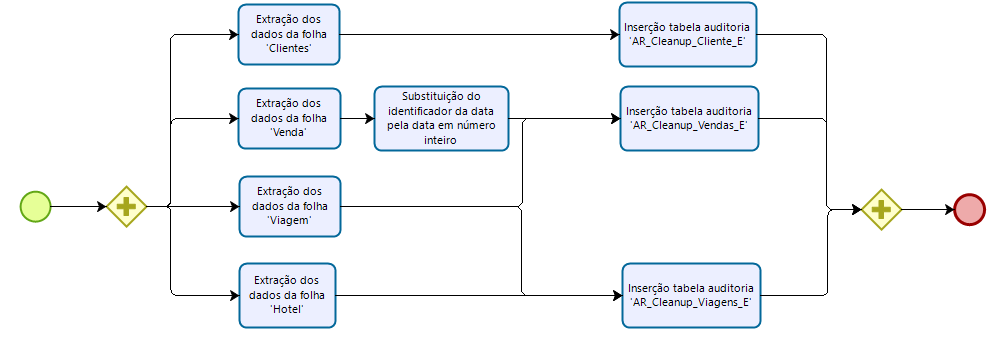 Extração dos
dados da folha
'Clientes'
Inserção tabela auditoria
'AR_Cleanup_Cliente_E'
Extração dos
dados da folha
'Venda'
Substituição do
identificador da data
pela data em número
inteiro
Inserção tabela auditoria
'AR_Cleanup_Vendas_E'
Extração dos
dados da folha
'Viagem'
Extração dos
dados da folha
'Hotel'
Inserção tabela auditoria
'AR_Cleanup_Viagens_E'